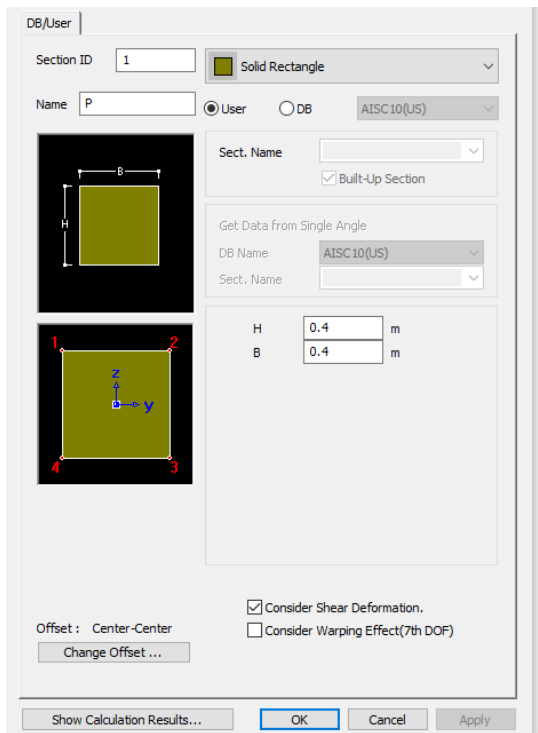 DB/User
Section ID 1 Solid Rectangle
Name P User DB AISC10(US)
Sect. Name
Built-Up Section
B
H
Get Data from Single Angle
DB Name AISC10(US)
Sect. Name
H 0.4 m
B 0.4 m
1 2
z
y
4 3
Consider Shear Deformation.
Offset : Center-Center Consider Warping Effect(7th DOF)
Change Offset ...
Show Calculation Results... OK Cancel Apply